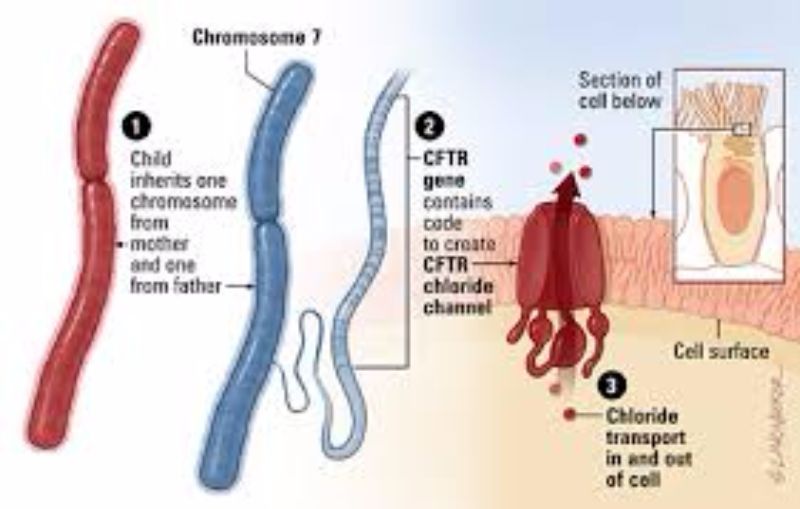 Chromosome 7
1
Child
inherits one
chromosome
from
mother
and one
from father
2
CFTR
gene
contains
code
to create
CFTR
chloride
channel
Section of
cell below
Cell surface
3
Chloride
transport
in and out
of cell